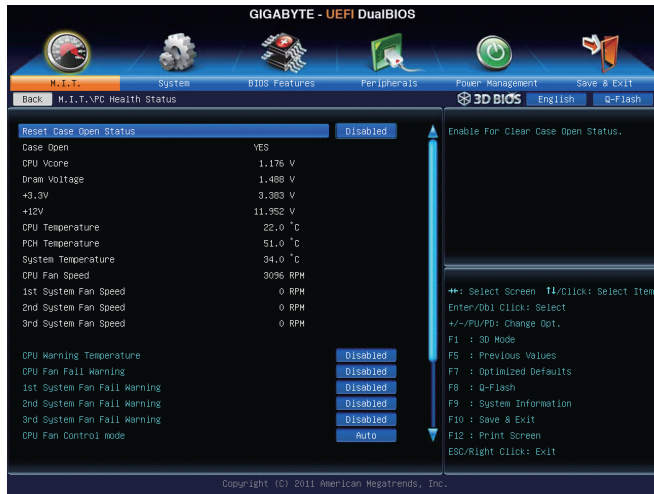 GIGABYTE - UEFI DualBIOS
M.I.T. System BIOS Features Peripherals Power Management Save & Exit
Back M.I.T.\PC Health Status 3D BIOS English Q-Flash
Reset Case Open Status Disabled
Case Open YES
CPU Vcore 1.176 V
Dram Voltage 1.488 V
+3.3V 3.383 V
+12V 11.952 V
CPU Temperature 22.0 °C
PCH Temperature 51.0 °C
System Temperature 34.0 °C
CPU Fan Speed 3096 RPM
1st System Fan Speed 0 RPM
2nd System Fan Speed 0 RPM
3rd System Fan Speed 0 RPM
CPU Warning Temperature Disabled
CPU Fan Fail Warning Disabled
1st System Fan Fail Warning Disabled
2nd System Fan Fail Warning Disabled
3rd System Fan Fail Warning Disabled
CPU Fan Control mode Auto
Enable For Clear Case Open Status.
→←: Select Screen ↑↓/Click: Select Item
Enter/Dbl Click: Select
+/-/PU/PD: Change Opt.
F1 : 3D Mode
F5 : Previous Values
F7 : Optimized Defaults
F8 : Q-Flash
F9 : System Information
F10 : Save & Exit
F12 : Print Screen
ESC/Right Click: Exit
Copyright (C) 2011 American Megatrends, Inc.